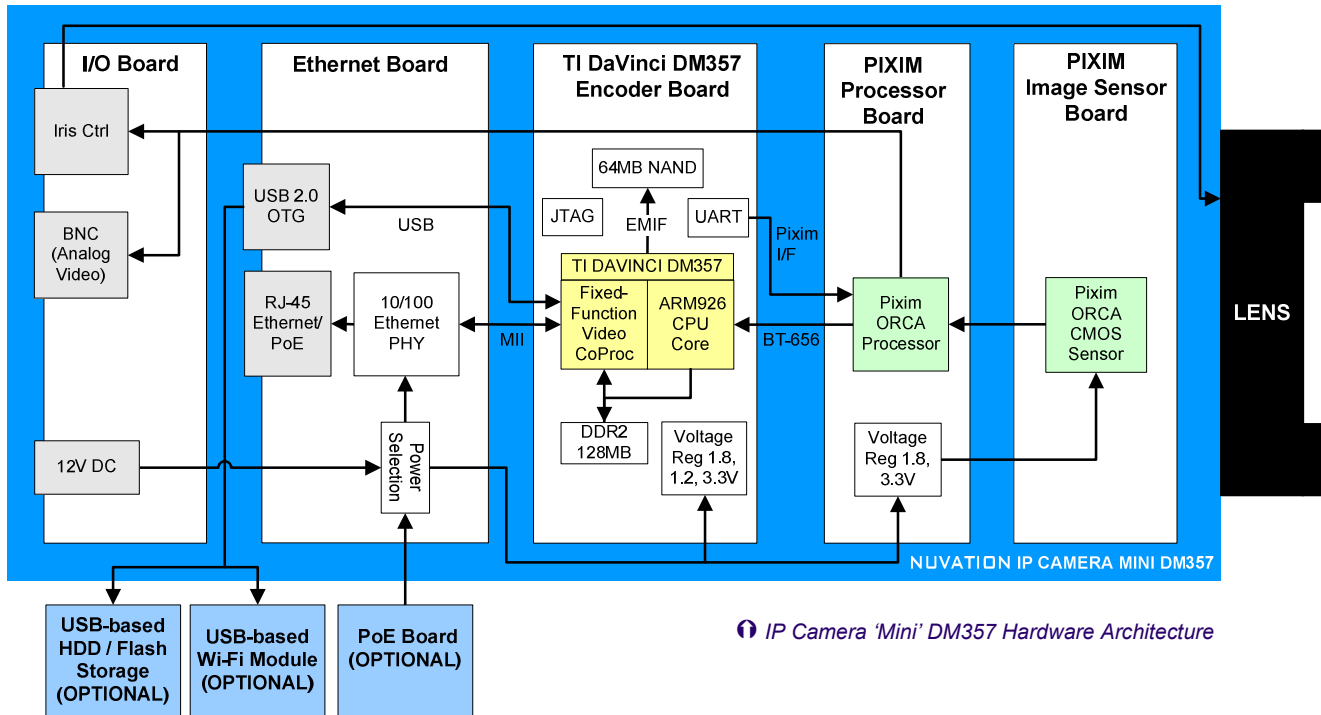 I/O Board
Iris Ctrl
BNC
(Analog
Video)
12V DC
Ethernet Board
USB 2.0
OTG
RJ-45
Ethernet/
PoE
10/100
Ethernet
PHY
Power
Selection
USB
MII
TI DaVinci DM357
Encoder Board
64MB NAND
JTAG
EMIF
UART
TI DAVINCI DM357
Fixed-
Function
Video
CoProc
ARM926
CPU
Core
DDR2
128MB
Voltage
Reg 1.8,
1.2, 3.3V
Pixim
I/F
BT-656
PIXIM
Processor
Board
Pixim
ORCA
Processor
Voltage
Reg 1.8,
3.3V
PIXIM
Image Sensor
Board
Pixim
ORCA
CMOS
Sensor
LENS
NUVATION IP CAMERA MINI DM357
USB-based
HDD / Flash
Storage
(OPTIONAL)
USB-based
Wi-Fi Module
(OPTIONAL)
PoE Board
(OPTIONAL)
IP Camera ‘Mini’ DM357 Hardware Architecture